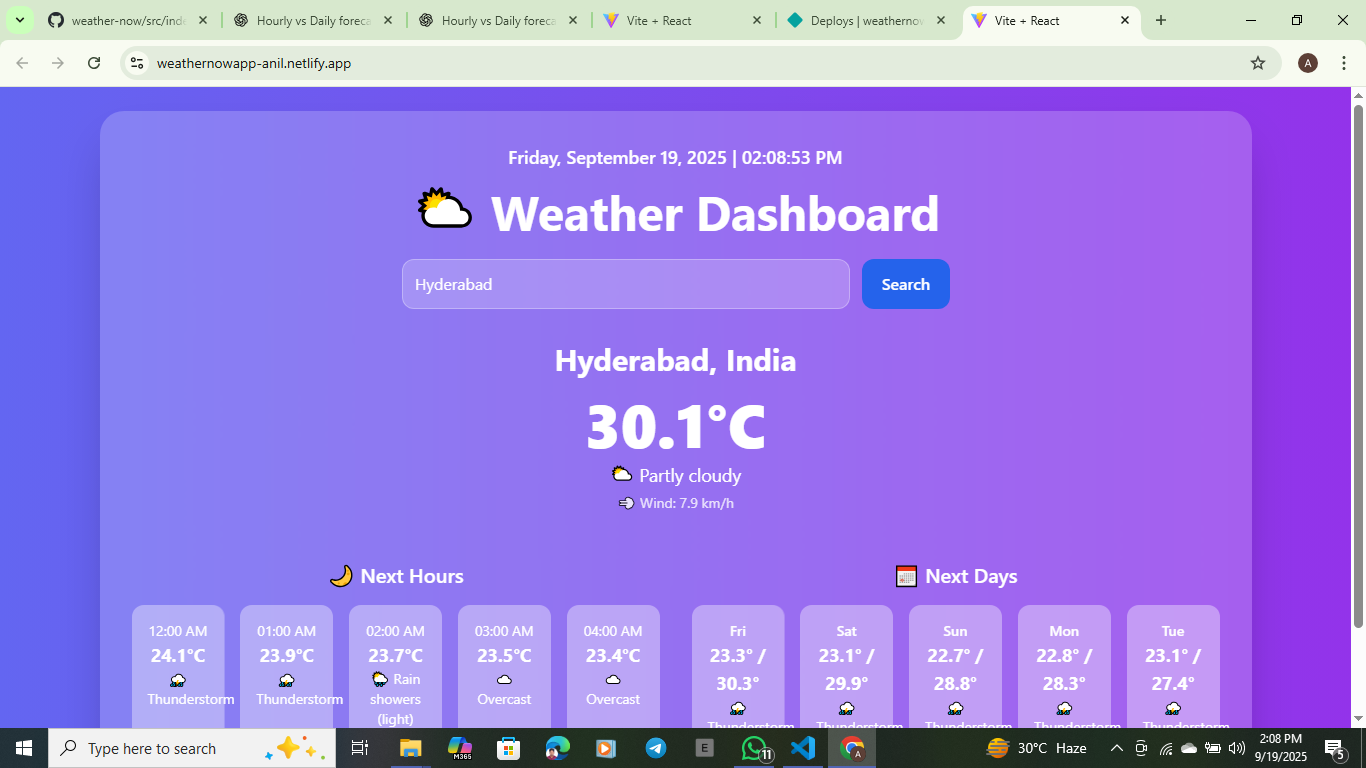 weather-now/src/inde
Hourly vs Daily foreca
Hourly vs Daily foreca
Vite + React
Deploys | weatherno
Vite + React
weathernowapp-anil.netlify.app
A
Friday, September 19, 2025 | 02:08:53 PM
Weather Dashboard
Hyderabad
Search
Hyderabad, India
30.1°C
Partly cloudy
Wind: 7.9 km/h
Next Hours
12:00 AM
24.1°C
Thunderstorm
01:00 AM
23.9°C
Thunderstorm
02:00 AM
23.7°C
Rain
showers
(light)
03:00 AM
23.5°C
Overcast
04:00 AM
23.4°C
Overcast
Next Days
Fri
23.3° /
30.3°
Thunderstorm
Sat
23.1° /
29.9°
Thunderstorm
Sun
22.7° /
28.8°
Thunderstorm
Mon
22.8° /
28.3°
Thunderstorm
Tue
23.1° /
27.4°
Thunderstorm
Type here to search
M365
E
11
A
30°C Haze
2:08 PM
9/19/2025
5